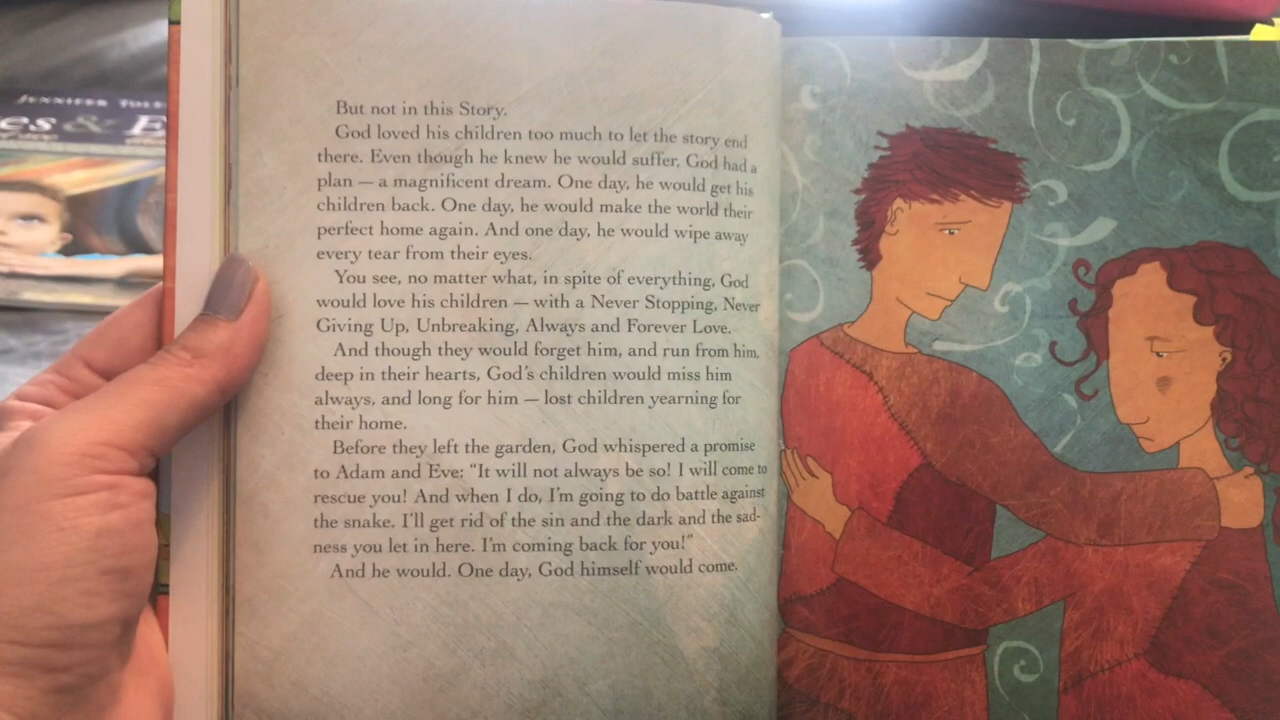 JENNIFER
es & E
But not in this Story.
God loved his children too much to let the story end
there. Even though he knew he would suffer, God had a
plan — a magnificent dream. One day, he would get his
children back. One day, he would make the world their
perfect home again. And one day, he would wipe away
every tear from their eyes.
You see, no matter what, in spite of everything, God
would love his children — with a Never Stopping, Never
Giving Up, Unbreaking, Always and Forever Love.
And though they would forget him, and run from him,
deep in their hearts, God's children would miss him
always, and long for him — lost children yearning for
their home.
Before they left the garden, God whispered a promise
to Adam and Eve: "It will not always be so! I will come to
rescue you! And when I do, I'm going to do battle against
the snake. I'll get rid of the sin and the dark and the sad-
ness you let in here. I'm coming back for you!"
And he would. One day, God himself would come.